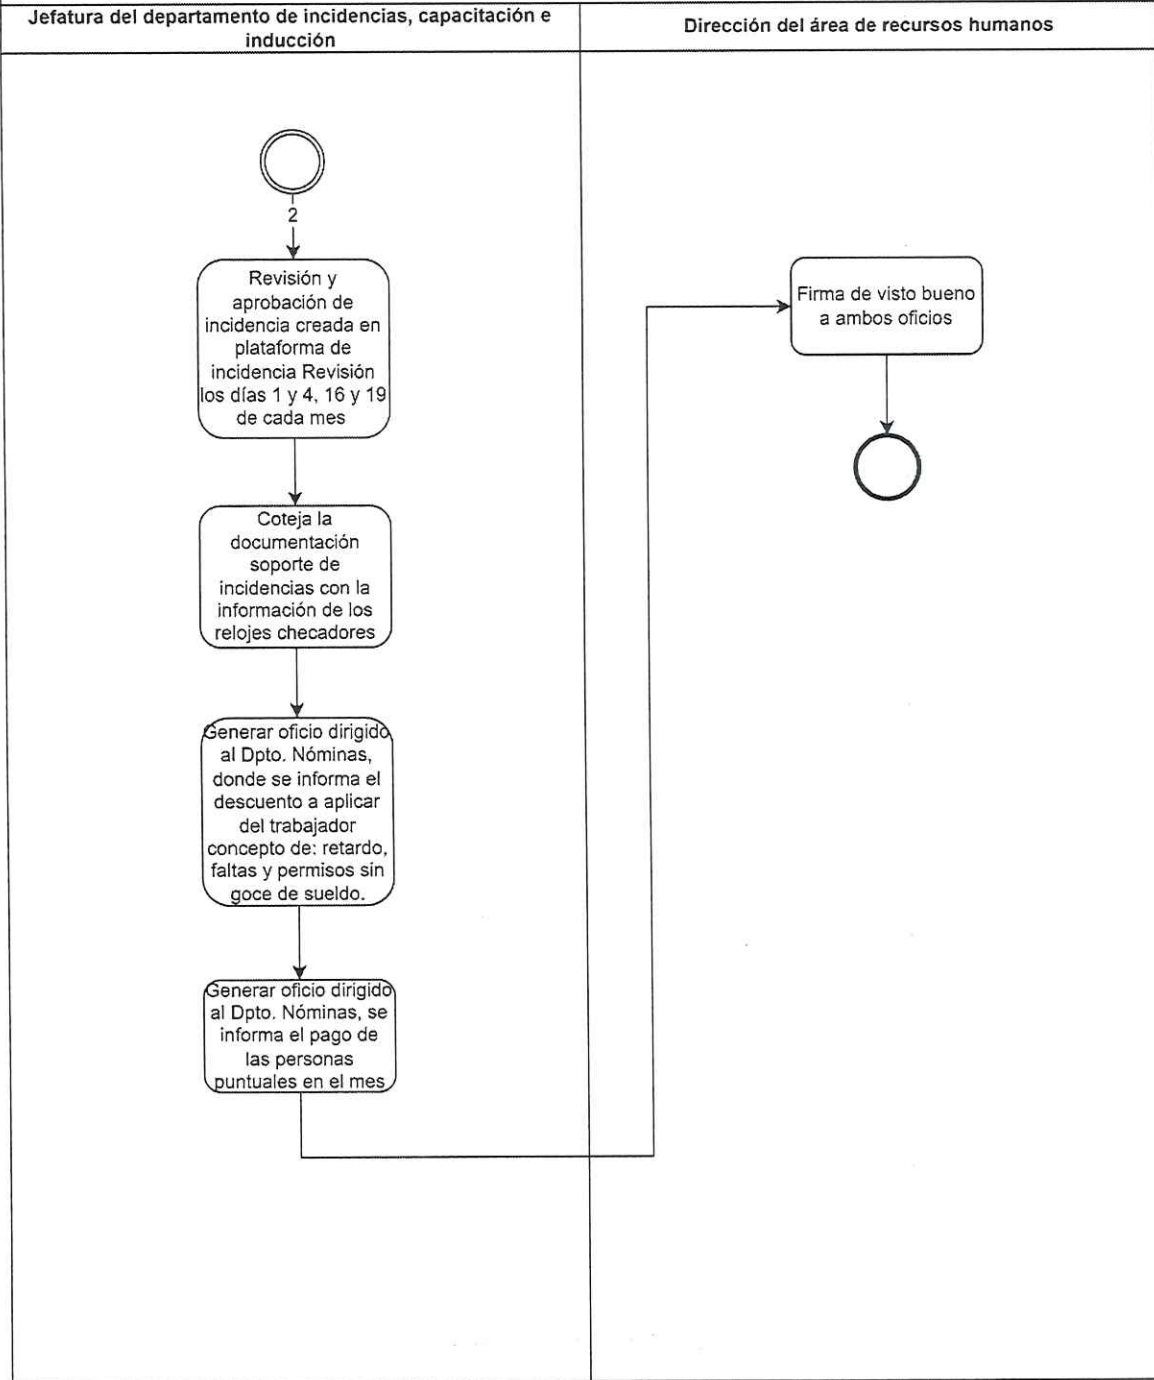 Jefatura del departamento de incidencias, capacitación e
inducción
Dirección del área de recursos humanos
2
Revisión y
aprobación de
incidencia creada en
plataforma de
incidencia Revisión
los días 1 y 4, 16 y 19
de cada mes
Coteja la
documentación
soporte de
incidencias con la
información de los
relojes checadores
Generar oficio dirigido
al Dpto. Nóminas,
donde se informa el
descuento a aplicar
del trabajador
concepto de: retardo,
faltas y permisos sin
goce de sueldo.
Generar oficio dirigido
al Dpto. Nóminas, se
informa el pago de
las personas
puntuales en el mes
Firma de visto bueno
a ambos oficios